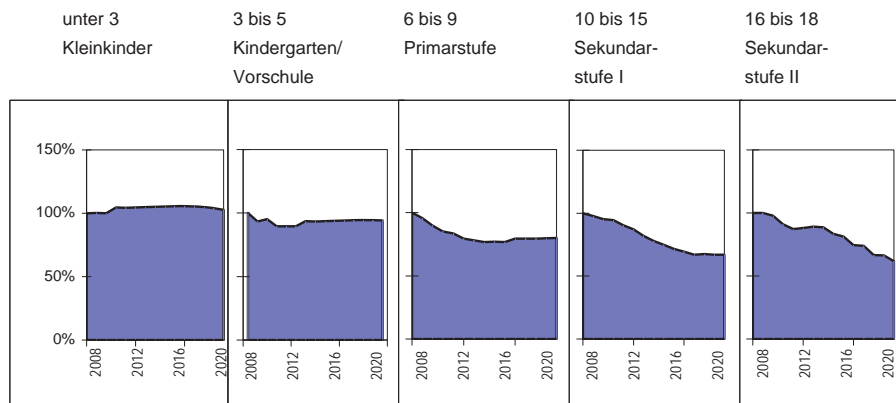 unter 3
Kleinkinder
3 bis 5
Kindergarten/
Vorschule
6 bis 9
Primarstufe
10 bis 15
Sekundar-
stufe I
16 bis 18
Sekundar-
stufe II
150%
100%
50%
0%
2008
2012
2016
2020
2008
2012
2016
2020
2008
2012
2016
2020
2008
2012
2016
2020
2008
2012
2016
2020